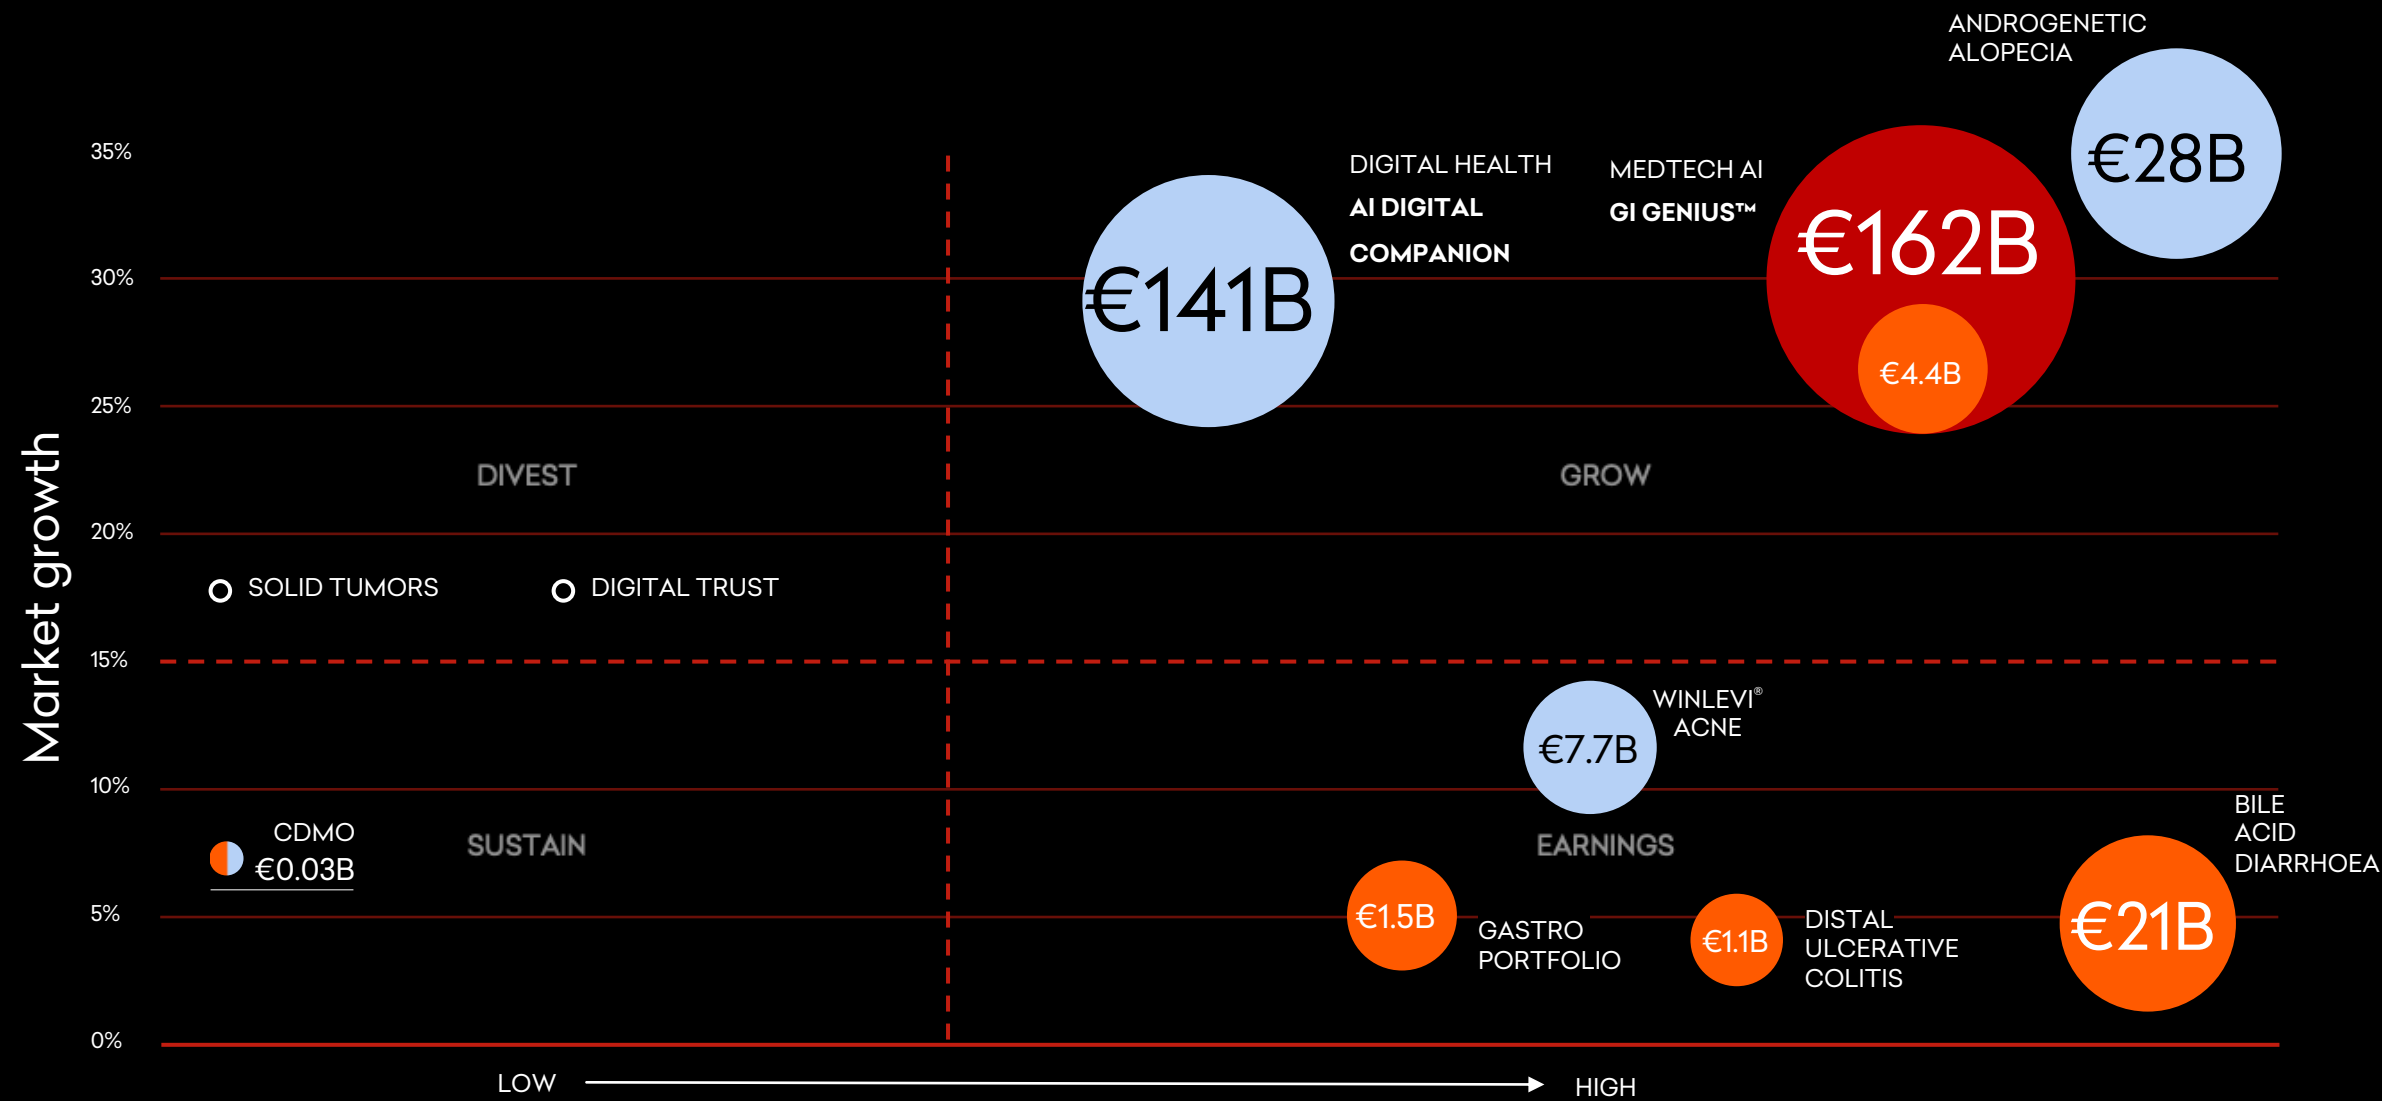 ANDROGENETIC
ALOPECIA
€28B
35%
DIGITAL HEALTH
AI DIGITAL
COMPANION
€141B
MEDTECH AI
GI GENIUS™
€162B
€4.4B
30%
25%
Market growth
DIVEST
GROW
20%
SOLID TUMORS
DIGITAL TRUST
15%
WINLEVI®
ACNE
€7.7B
10%
CDMO
€0.03B
SUSTAIN
EARNINGS
BILE
ACID
DIARRHOEA
€21B
5%
€1.5B
GASTRO
PORTFOLIO
€1.1B
DISTAL
ULCERATIVE
COLITIS
0%
LOW
HIGH